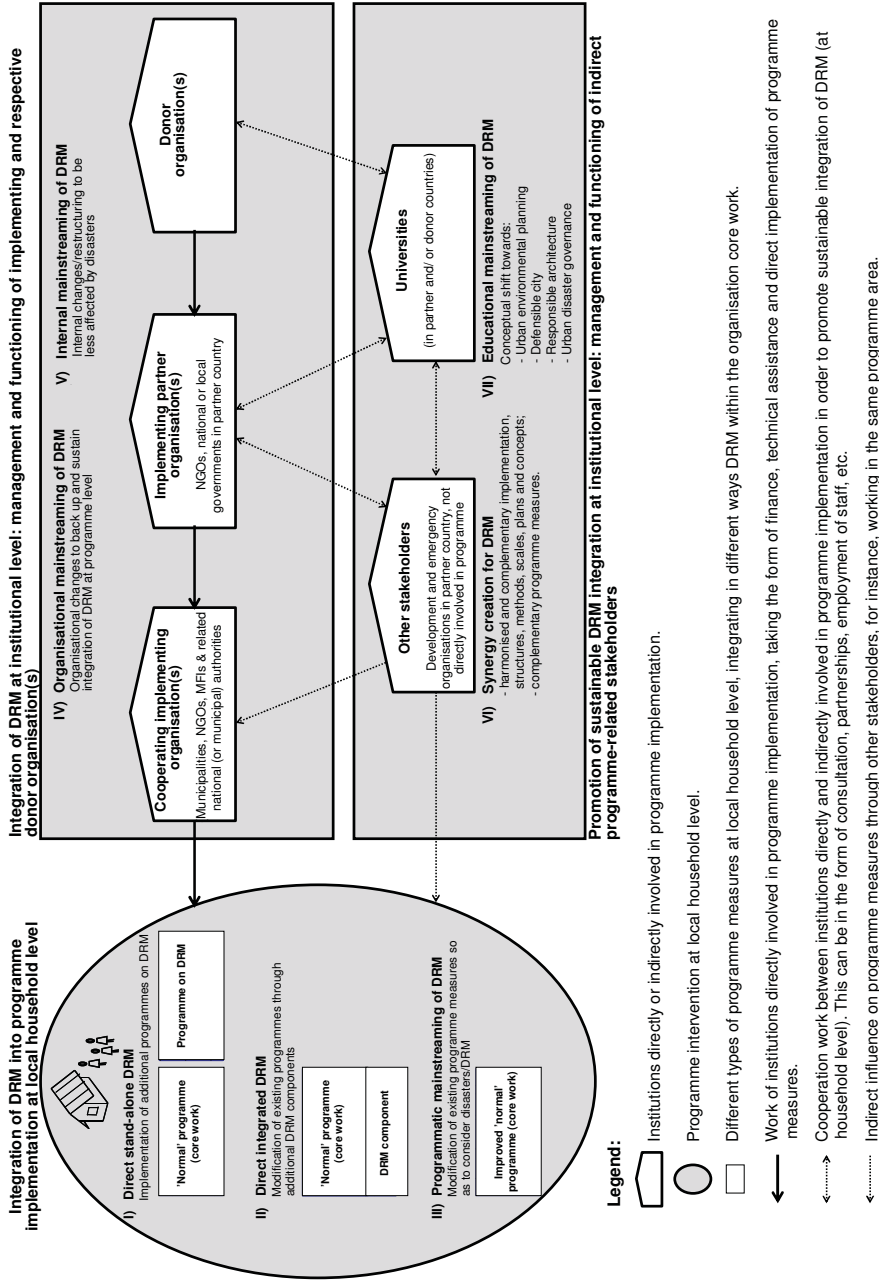 Integration of DRM into programme
implementation at local household level
I) Direct stand-alone DRM
Implementation of additional programmes on DRM
'Normal' programme
(core work)
Programme on DRM
II) Direct integrated DRM
Modification of existing programmes through
additional DRM components
'Normal' programme
(core work)
DRM component
III) Programmatic mainstreaming of DRM
Modification of existing programme measures so
as to consider disasters/DRM
Improved 'normal'
programme (core work)
Integration of DRM at institutional level: management and functioning of implementing and respective
donor organisation(s)
IV) Organisational mainstreaming of DRM
Organisational changes to back up and sustain
integration of DRM at programme level
V) Internal mainstreaming of DRM
Internal changes/restructuring to be
less affected by disasters
Cooperating implementing
organisation(s)
Municipalities, NGOs, MFIs & related
national (or municipal) authorities
Implementing partner
organisation(s)
NGOs, national or local
governments in partner country
Donor
organisation(s)
Other stakeholders
Development and emergency
organisations in partner country, not
directly involved in programme
Universities
(in partner and/ or donor countries)
VI) Synergy creation for DRM
- harmonised and complementary implementation,
structures, methods, scales, plans and concepts;
- complementary programme measures.
VII) Educational mainstreaming of DRM
Conceptual shift towards:
- Urban environmental planning
- Defensible city
- Responsible architecture
- Urban disaster governance
Promotion of sustainable DRM integration at institutional level: management and functioning of indirect
programme-related stakeholders
Legend:
Institutions directly or indirectly involved in programme implementation.
Programme intervention at local household level.
Different types of programme measures at local household level, integrating in different ways DRM within the organisation core work.
Work of institutions directly involved in programme implementation, taking the form of finance, technical assistance and direct implementation of programme
measures.
Cooperation work between institutions directly and indirectly involved in programme implementation in order to promote sustainable integration of DRM (at
household level). This can be in the form of consultation, partnerships, employment of staff, etc.
Indirect influence on programme measures through other stakeholders, for instance, working in the same programme area.